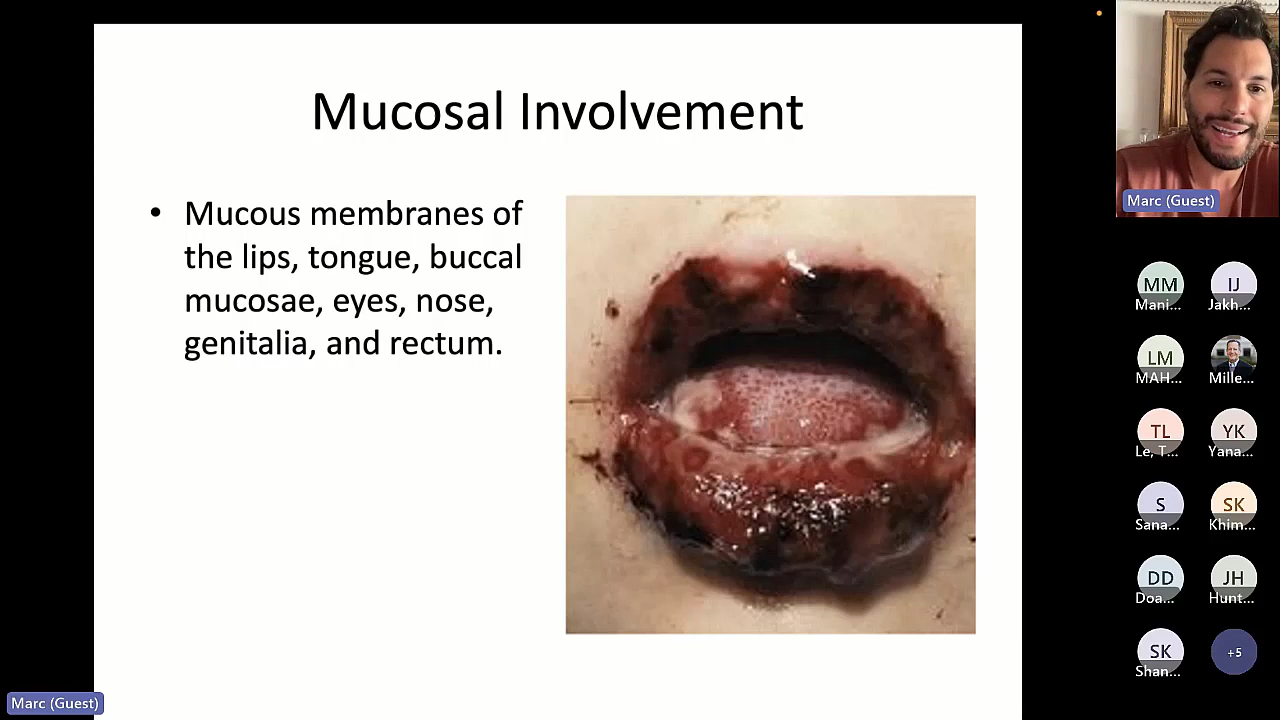 Mucosal Involvement
• Mucous membranes of
the lips, tongue, buccal
mucosae, eyes, nose,
genitalia, and rectum.
Marc (Guest)
Marc (Guest)
MM
Mani...
IJ
Jakh...
LM
MAH...
Mille...
TL
Le, T...
YK
Yana...
S
Sana...
SK
Khim...
DD
Doa...
JH
Hunt...
SK
Shan...
+5